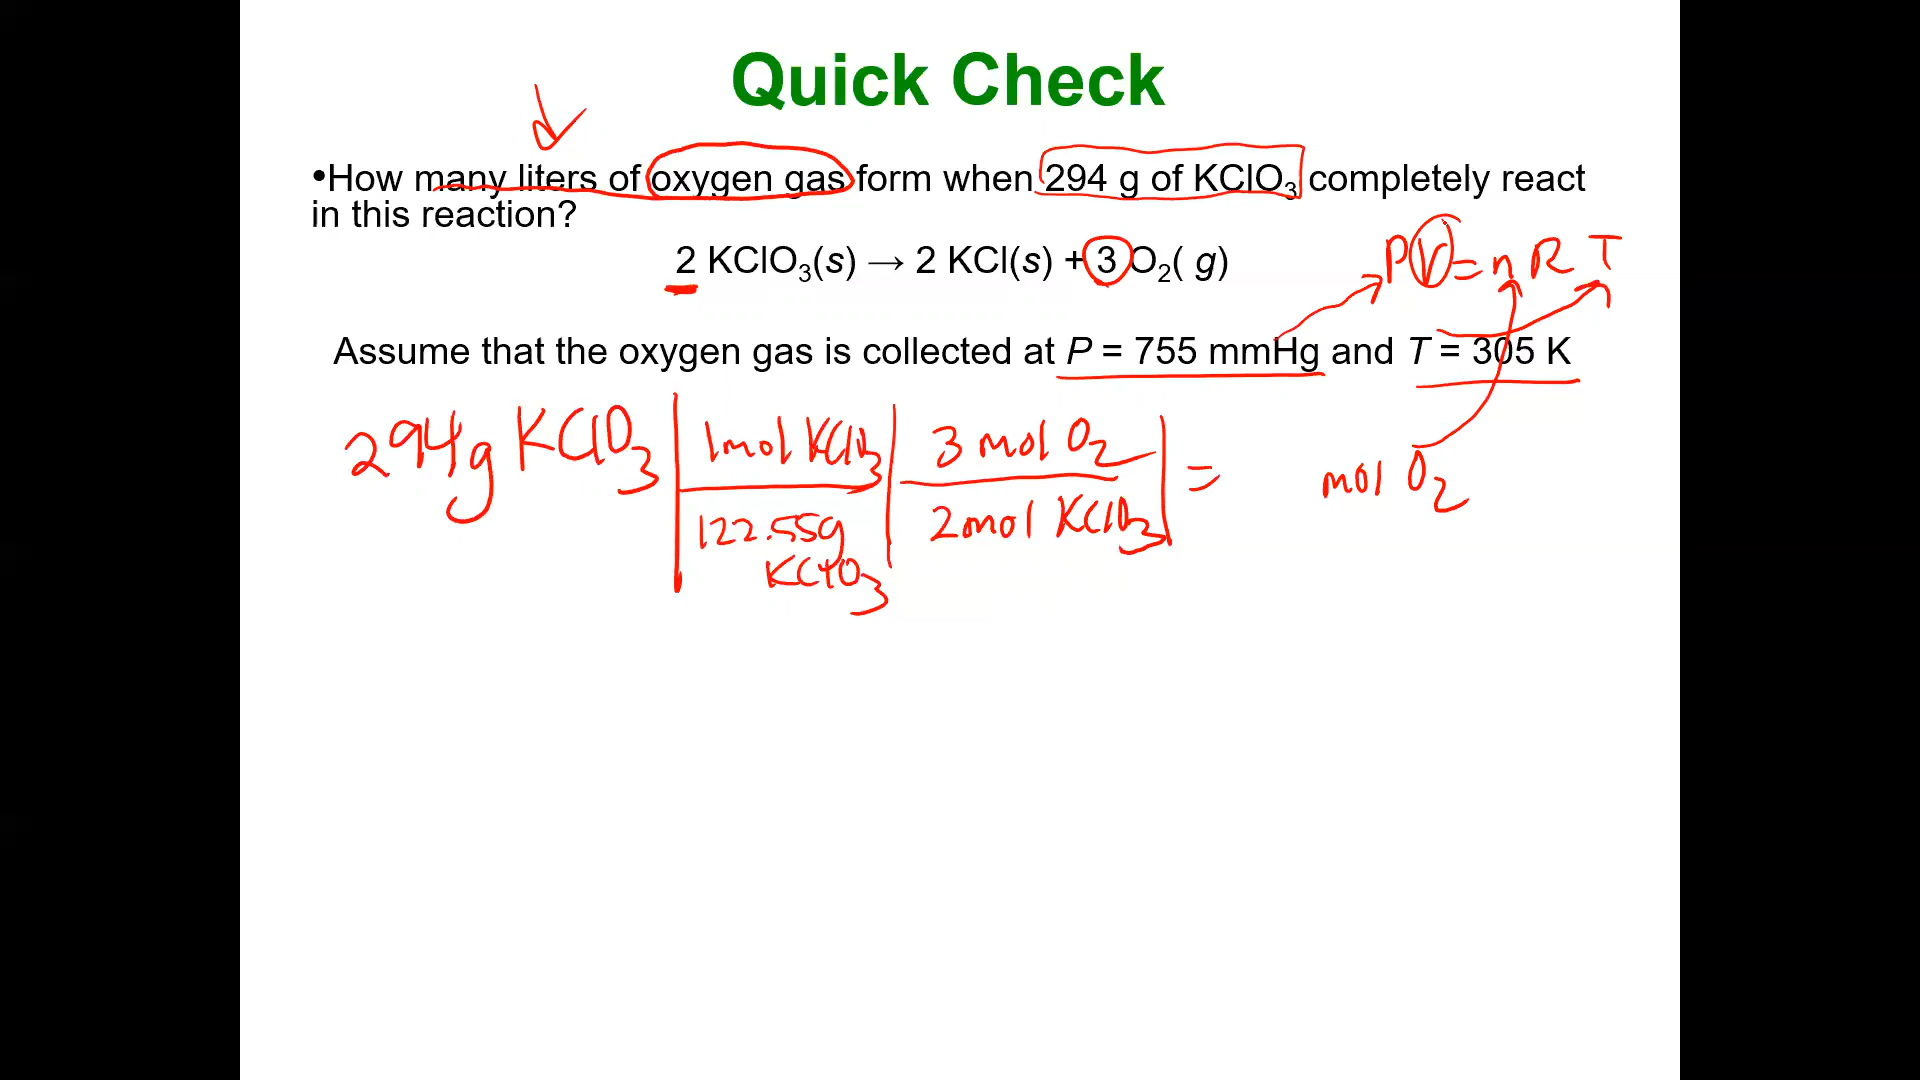 Quick Check
•How many liters of oxygen gas form when 294 g of KClO₃ completely react
in this reaction?
2 KClO₃(s) → 2 KCl(s) + 3 O₂( g)
PV = nRT
Assume that the oxygen gas is collected at P = 755 mmHg and T = 305 K
294g KClO₃ | 1mol KClO₃ | 3 mol O₂ | = mol O₂
122.55g | 2mol KClO₃
KClO₃